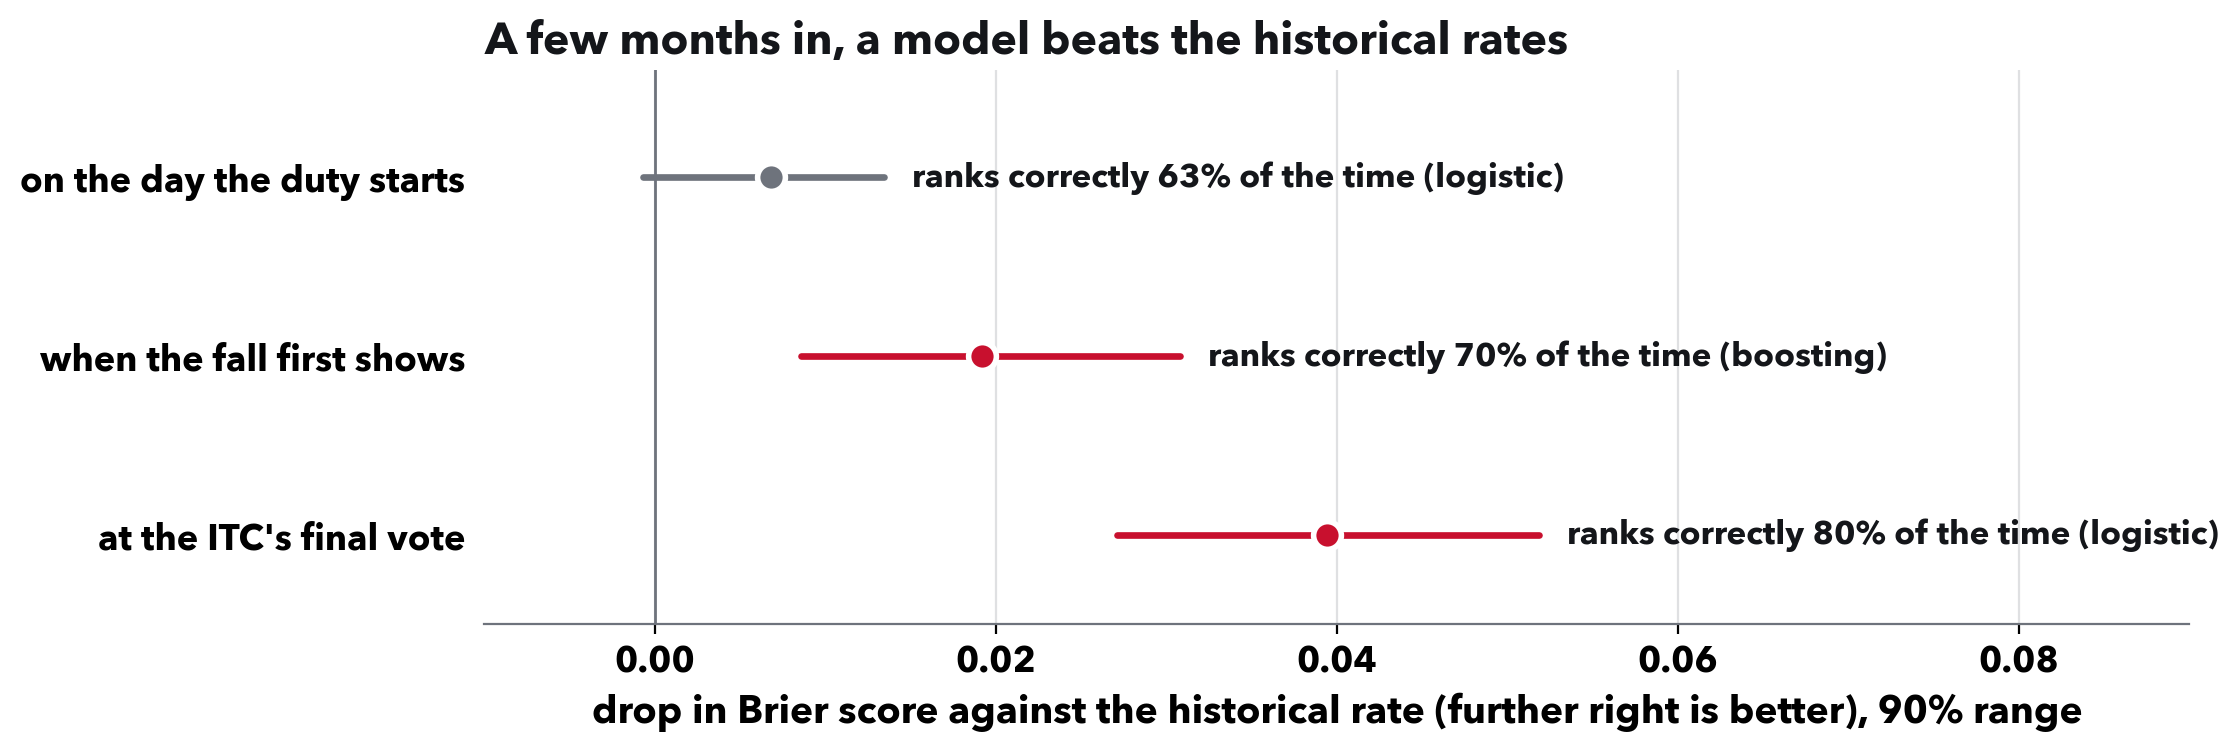 A few months in, a model beats the historical rates
on the day the duty starts
ranks correctly 63% of the time (logistic)
when the fall first shows
ranks correctly 70% of the time (boosting)
at the ITC's final vote
ranks correctly 80% of the time (logistic)
0.00 0.02 0.04 0.06 0.08
drop in Brier score against the historical rate (further right is better), 90% range